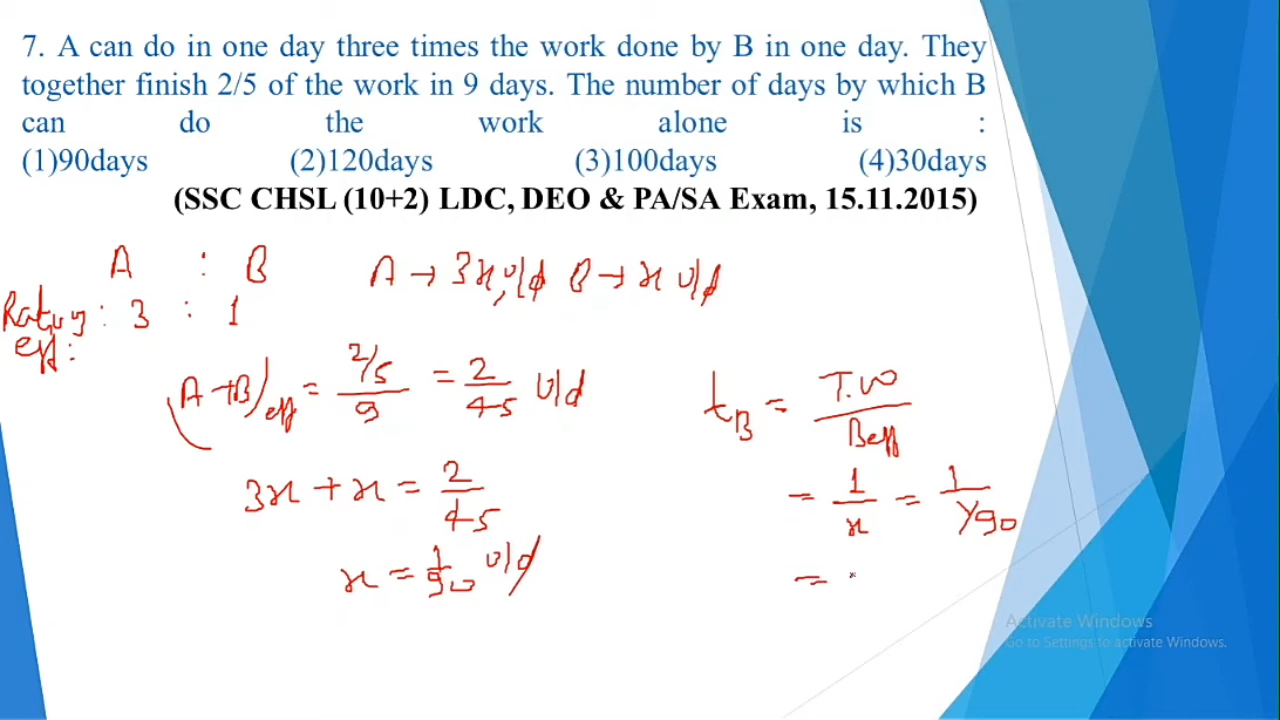 7. A can do in one day three times the work done by B in one day. They
together finish 2/5 of the work in 9 days. The number of days by which B
can do the work alone is :
(1)90days (2)120days (3)100days (4)30days
(SSC CHSL (10+2) LDC, DEO & PA/SA Exam, 15.11.2015)
A : B A → 3x u/d B → x u/d
Ratio of eff: 3 : 1
(A+B)eff = (2/5)/9 = 2/45 u/d
3x + x = 2/45
x = 1/90 u/d
tB = T.W/Beff
= 1/x = 1/(1/90)
=
Activate Windows
Go to Settings to activate Windows.